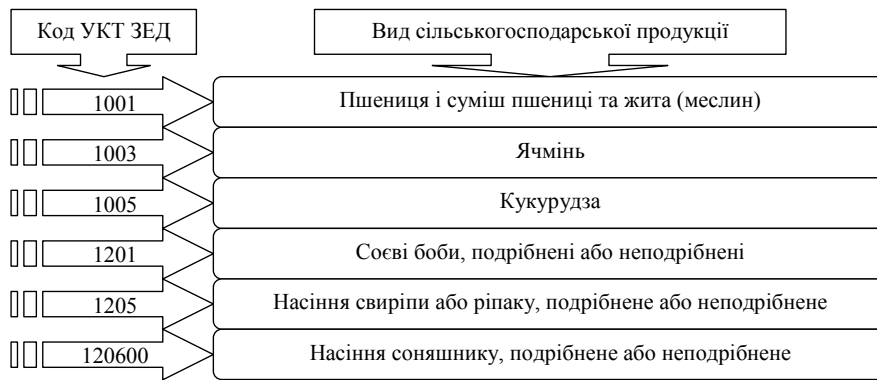 Код УКТ ЗЕД Вид сільськогосподарської продукції
1001 Пшениця і суміш пшениці та жита (меслин)
1003 Ячмінь
1005 Кукурудза
1201 Соєві боби, подрібнені або неподрібнені
1205 Насіння свиріпи або ріпаку, подрібнене або неподрібнене
120600 Насіння соняшнику, подрібнене або неподрібнене